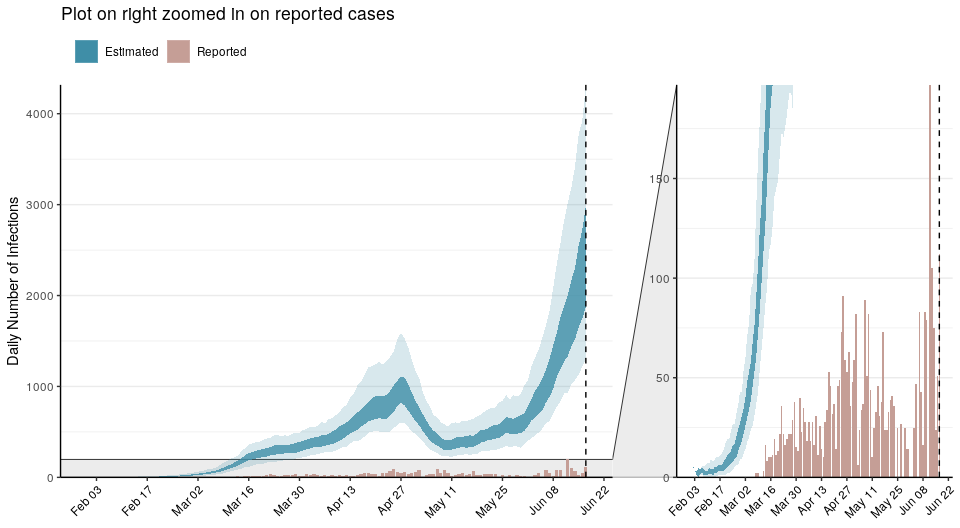 Plot on right zoomed in on reported cases
Estimated Reported
Daily Number of Infections
4000
3000
2000
1000
0
Feb 03 Feb 17 Mar 02 Mar 16 Mar 30 Apr 13 Apr 27 May 11 May 25 Jun 08 Jun 22
150
100
50
0
Feb 03 Feb 17 Mar 02 Mar 16 Mar 30 Apr 13 Apr 27 May 11 May 25 Jun 08 Jun 22